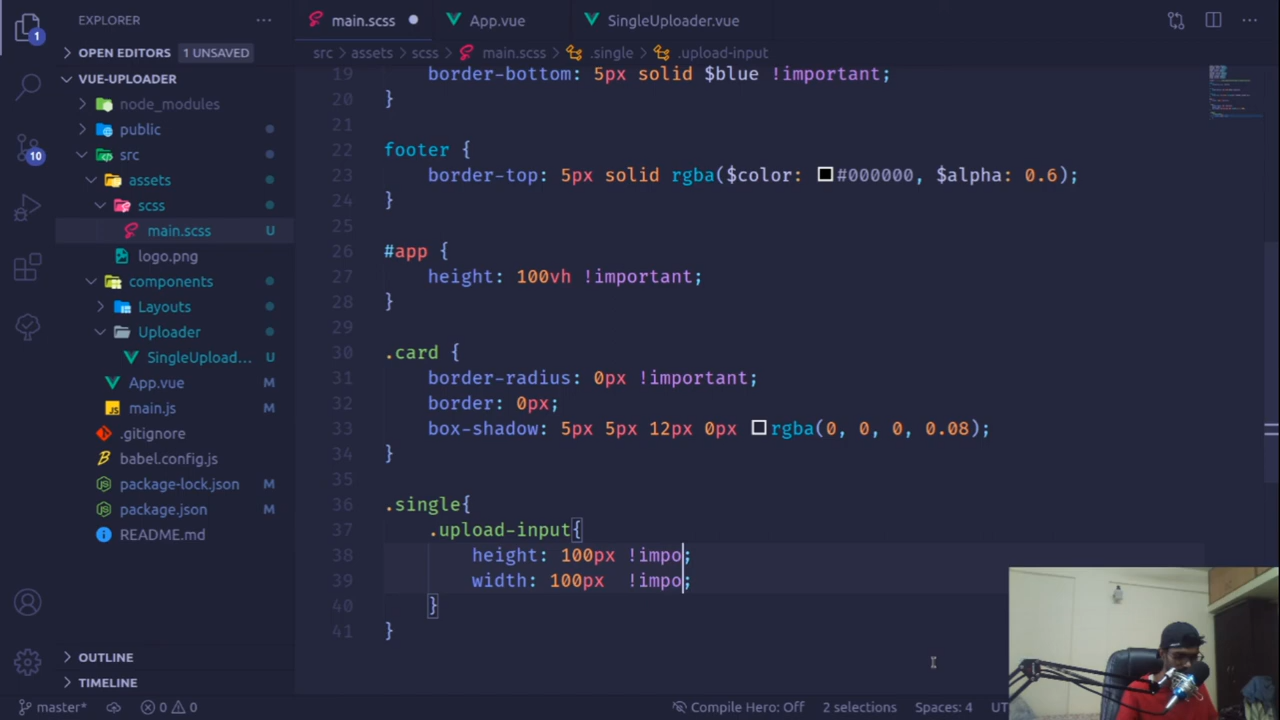 EXPLORER
main.scss
App.vue
SingleUploader.vue
1
OPEN EDITORS 1 UNSAVED
src > assets > scss > main.scss > .single > .upload-input
VUE-UPLOADER
19 border-bottom: 5px solid $blue !important;
node_modules
20 }
public
21
src
22 footer {
assets
23 border-top: 5px solid rgba($color: #000000, $alpha: 0.6);
10
scss
24 }
main.scss U
25
logo.png
26 #app {
components
27 height: 100vh !important;
Layouts
28 }
Uploader
29
SingleUpload... U
30 .card {
App.vue M
31 border-radius: 0px !important;
main.js M
32 border: 0px;
.gitignore
33 box-shadow: 5px 5px 12px 0px rgba(0, 0, 0, 0.08);
babel.config.js
34 }
package-lock.json M
35
package.json M
36 .single{
README.md
37 .upload-input{
38 height: 100px !impo;
39 width: 100px  !impo;
40 }
41 }
OUTLINE
TIMELINE
master* 0 0 Compile Hero: Off 2 selections Spaces: 4